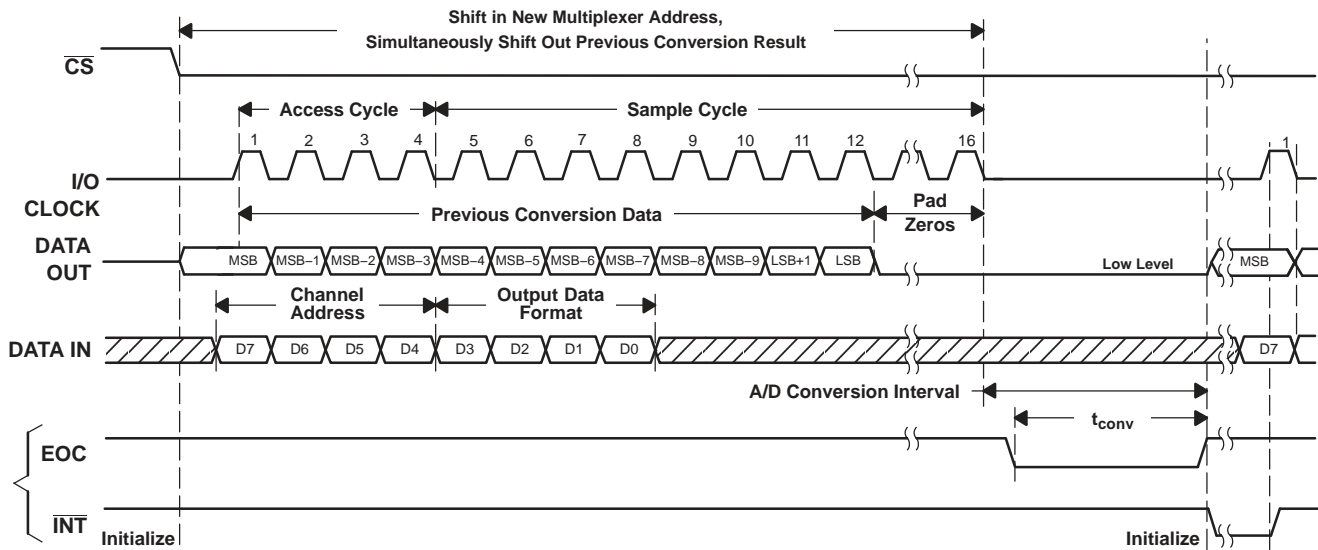 Shift in New Multiplexer Address,
Simultaneously Shift Out Previous Conversion Result
CS
Access Cycle Sample Cycle
1 2 3 4 5 6 7 8 9 10 11 12 16 1
I/O
CLOCK
Previous Conversion Data
Pad
Zeros
DATA
OUT
MSB MSB–1 MSB–2 MSB–3 MSB–4 MSB–5 MSB–6 MSB–7 MSB–8 MSB–9 LSB+1 LSB Low Level MSB
Channel
Address
Output Data
Format
DATA IN D7 D6 D5 D4 D3 D2 D1 D0 D7
A/D Conversion Interval
tconv
EOC
INT
Initialize Initialize